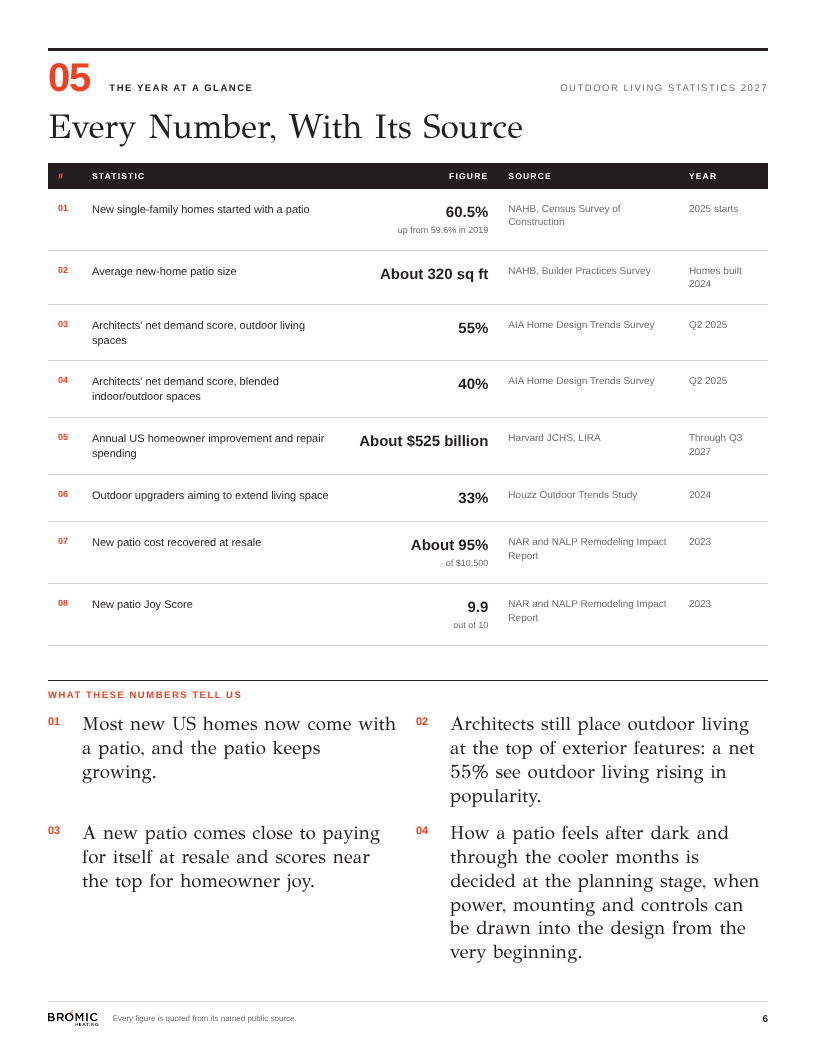 05 THE YEAR AT A GLANCE OUTDOOR LIVING STATISTICS 2027
Every Number, With Its Source
# STATISTIC FIGURE SOURCE YEAR
01 New single-family homes started with a patio 60.5% NAHB, Census Survey of 2025 starts
up from 59.6% in 2019 Construction
02 Average new-home patio size About 320 sq ft NAHB, Builder Practices Survey Homes built
2024
03 Architects' net demand score, outdoor living 55% AIA Home Design Trends Survey Q2 2025
spaces
04 Architects' net demand score, blended 40% AIA Home Design Trends Survey Q2 2025
indoor/outdoor spaces
05 Annual US homeowner improvement and repair About $525 billion Harvard JCHS, LIRA Through Q3
spending 2027
06 Outdoor upgraders aiming to extend living space 33% Houzz Outdoor Trends Study 2024
07 New patio cost recovered at resale About 95% NAR and NALP Remodeling Impact 2023
of $10,500 Report
08 New patio Joy Score 9.9 NAR and NALP Remodeling Impact 2023
out of 10 Report
WHAT THESE NUMBERS TELL US
01 Most new US homes now come with
a patio, and the patio keeps
growing.
02 Architects still place outdoor living
at the top of exterior features: a net
55% see outdoor living rising in
popularity.
03 A new patio comes close to paying
for itself at resale and scores near
the top for homeowner joy.
04 How a patio feels after dark and
through the cooler months is
decided at the planning stage, when
power, mounting and controls can
be drawn into the design from the
very beginning.
BROMIC HEATING Every figure is quoted from its named public source. 6